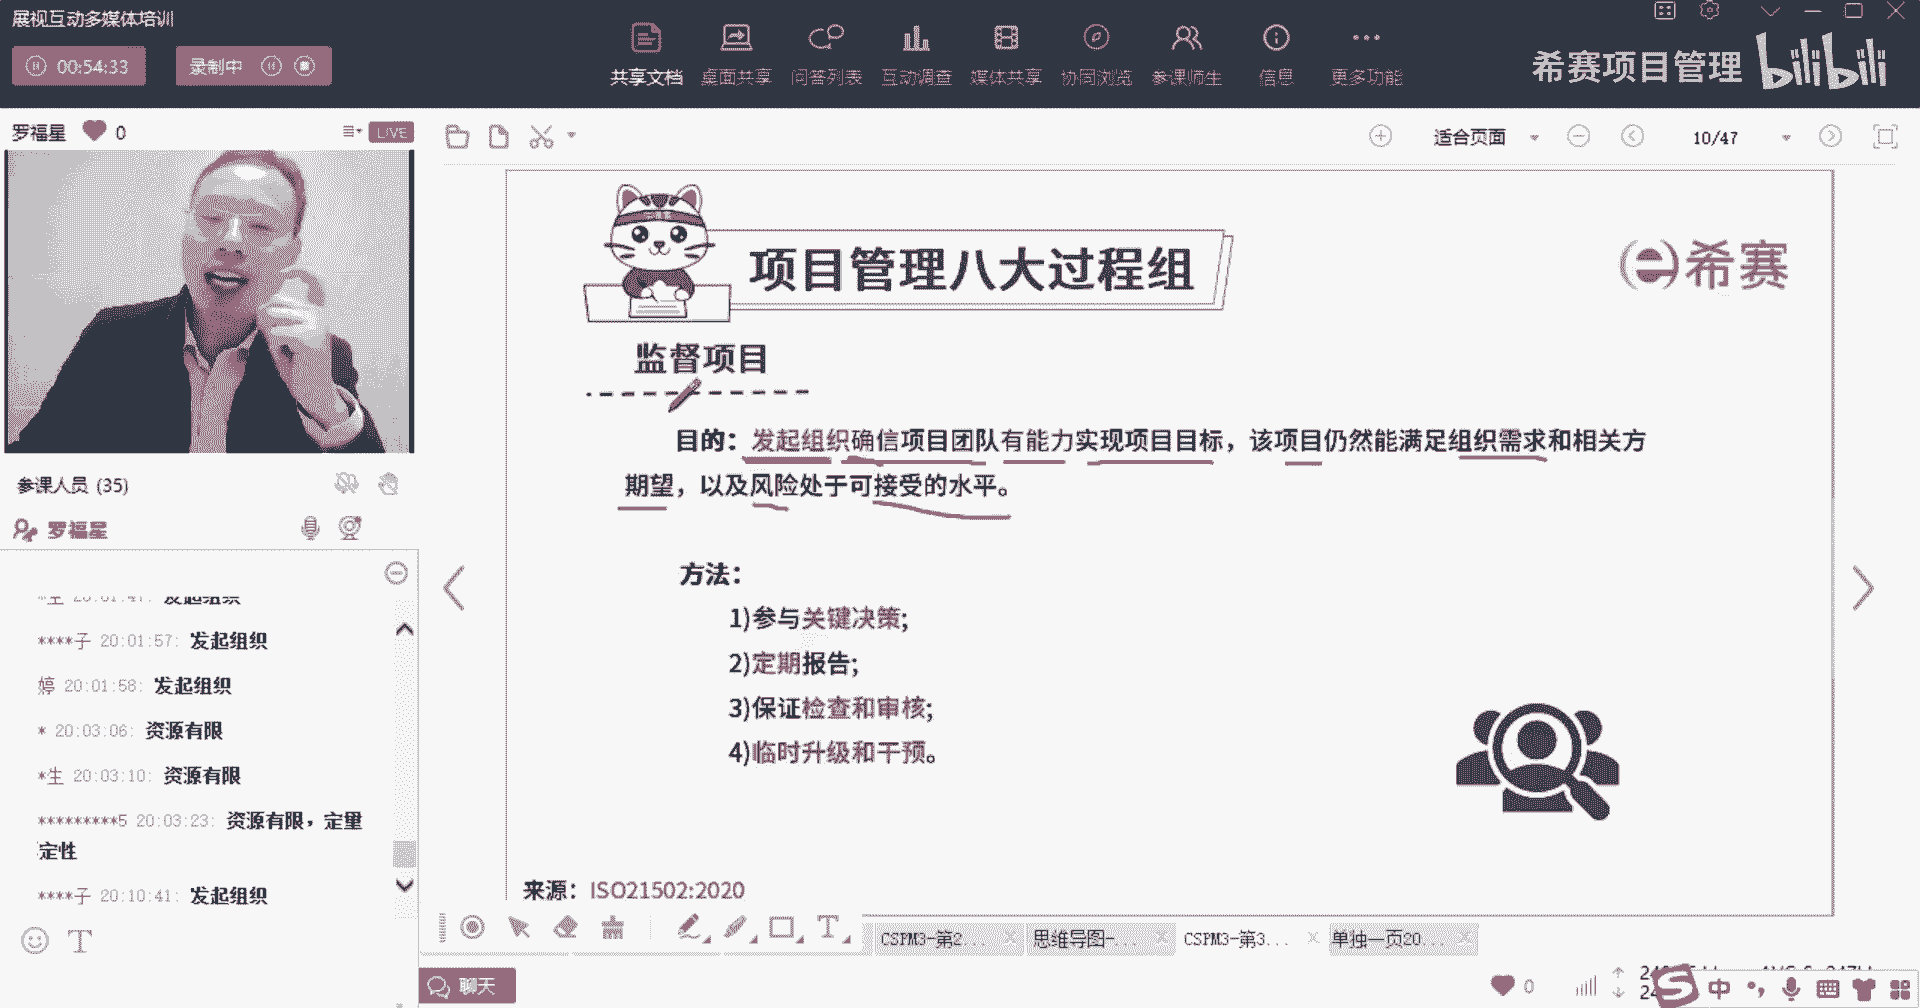 展视互动多媒体培训
00:54:33
录制中
共享文档
桌面共享
问答列表
互动调查
媒体共享
协同浏览
参课师生
信息
更多功能
希赛项目管理
bilibili
罗福星
0
LIVE
适合页面
10/47
项目管理八大过程组
希赛
监督项目
目的：发起组织确信项目团队有能力实现项目目标，该项目仍然能满足组织需求和相关方
期望，以及风险处于可接受的水平。
方法：
1)参与关键决策;
2)定期报告;
3)保证检查和审核;
4)临时升级和干预。
来源：ISO21502:2020
参课人员 (35)
罗福星
发起组织
****子 20:01:57: 发起组织
婷 20:01:58: 发起组织
* 20:03:06: 资源有限
*生 20:03:10: 资源有限
*********5 20:03:23: 资源有限，定量
定性
****子 20:10:41: 发起组织
T
T
CSPM3-第2...
思维导图-...
CSPM3-第3...
单独一页20...
聊天
0
中